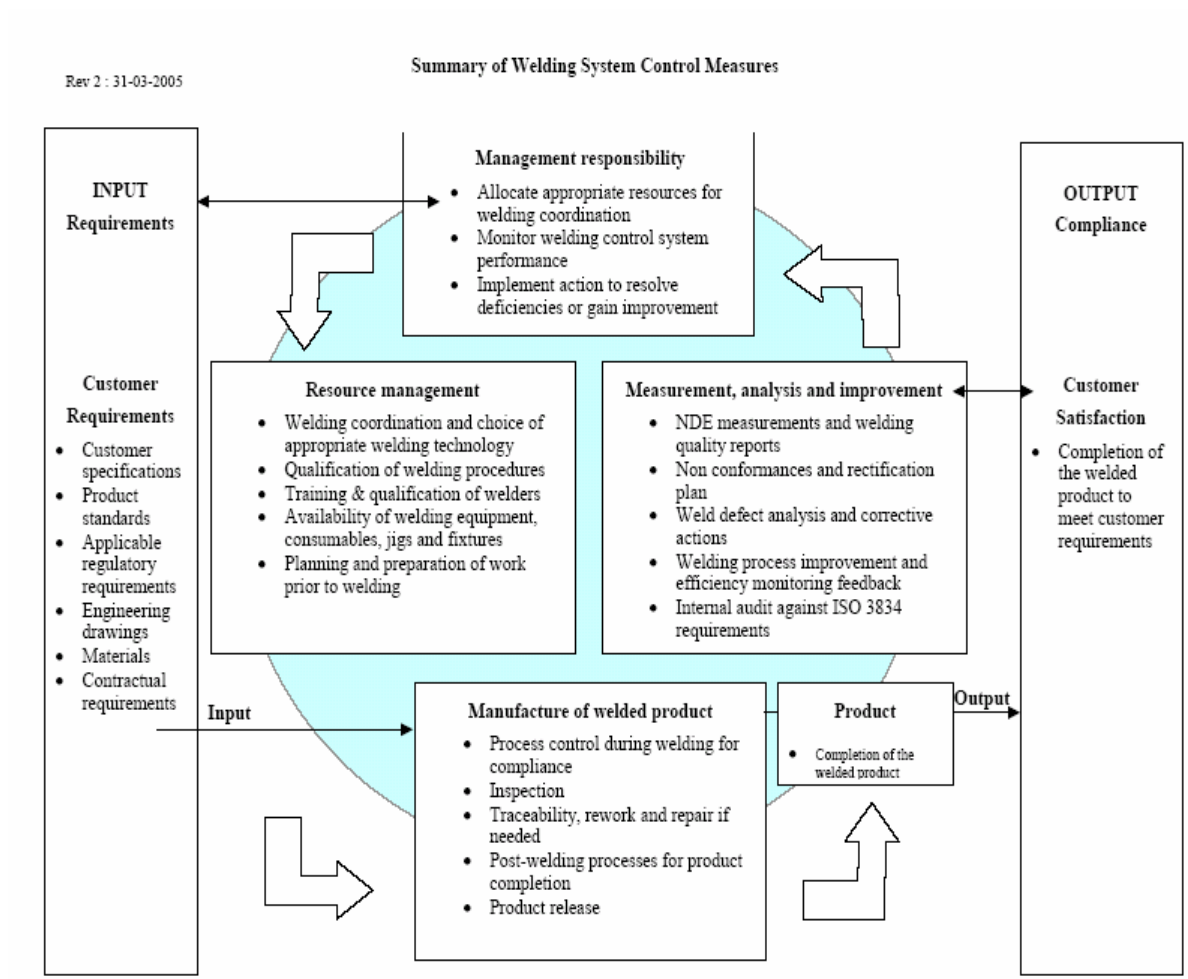 Summary of Welding System Control Measures
Rev 2 : 31-03-2005
INPUT
Requirements
Customer
Requirements
• Customer
specifications
• Product
standards
• Applicable
regulatory
requirements
• Engineering
drawings
• Materials
• Contractual
requirements
Management responsibility
• Allocate appropriate resources for
welding coordination
• Monitor welding control system
performance
• Implement action to resolve
deficiencies or gain improvement
Resource management
• Welding coordination and choice of
appropriate welding technology
• Qualification of welding procedures
• Training & qualification of welders
• Availability of welding equipment,
consumables, jigs and fixtures
• Planning and preparation of work
prior to welding
Measurement, analysis and improvement
• NDE measurements and welding
quality reports
• Non conformances and rectification
plan
• Weld defect analysis and corrective
actions
• Welding process improvement and
efficiency monitoring feedback
• Internal audit against ISO 3834
requirements
Input
Manufacture of welded product
• Process control during welding for
compliance
• Inspection
• Traceability, rework and repair if
needed
• Post-welding processes for product
completion
• Product release
Product
• Completion of the
welded product
Output
OUTPUT
Compliance
Customer
Satisfaction
• Completion of
the welded
product to
meet customer
requirements